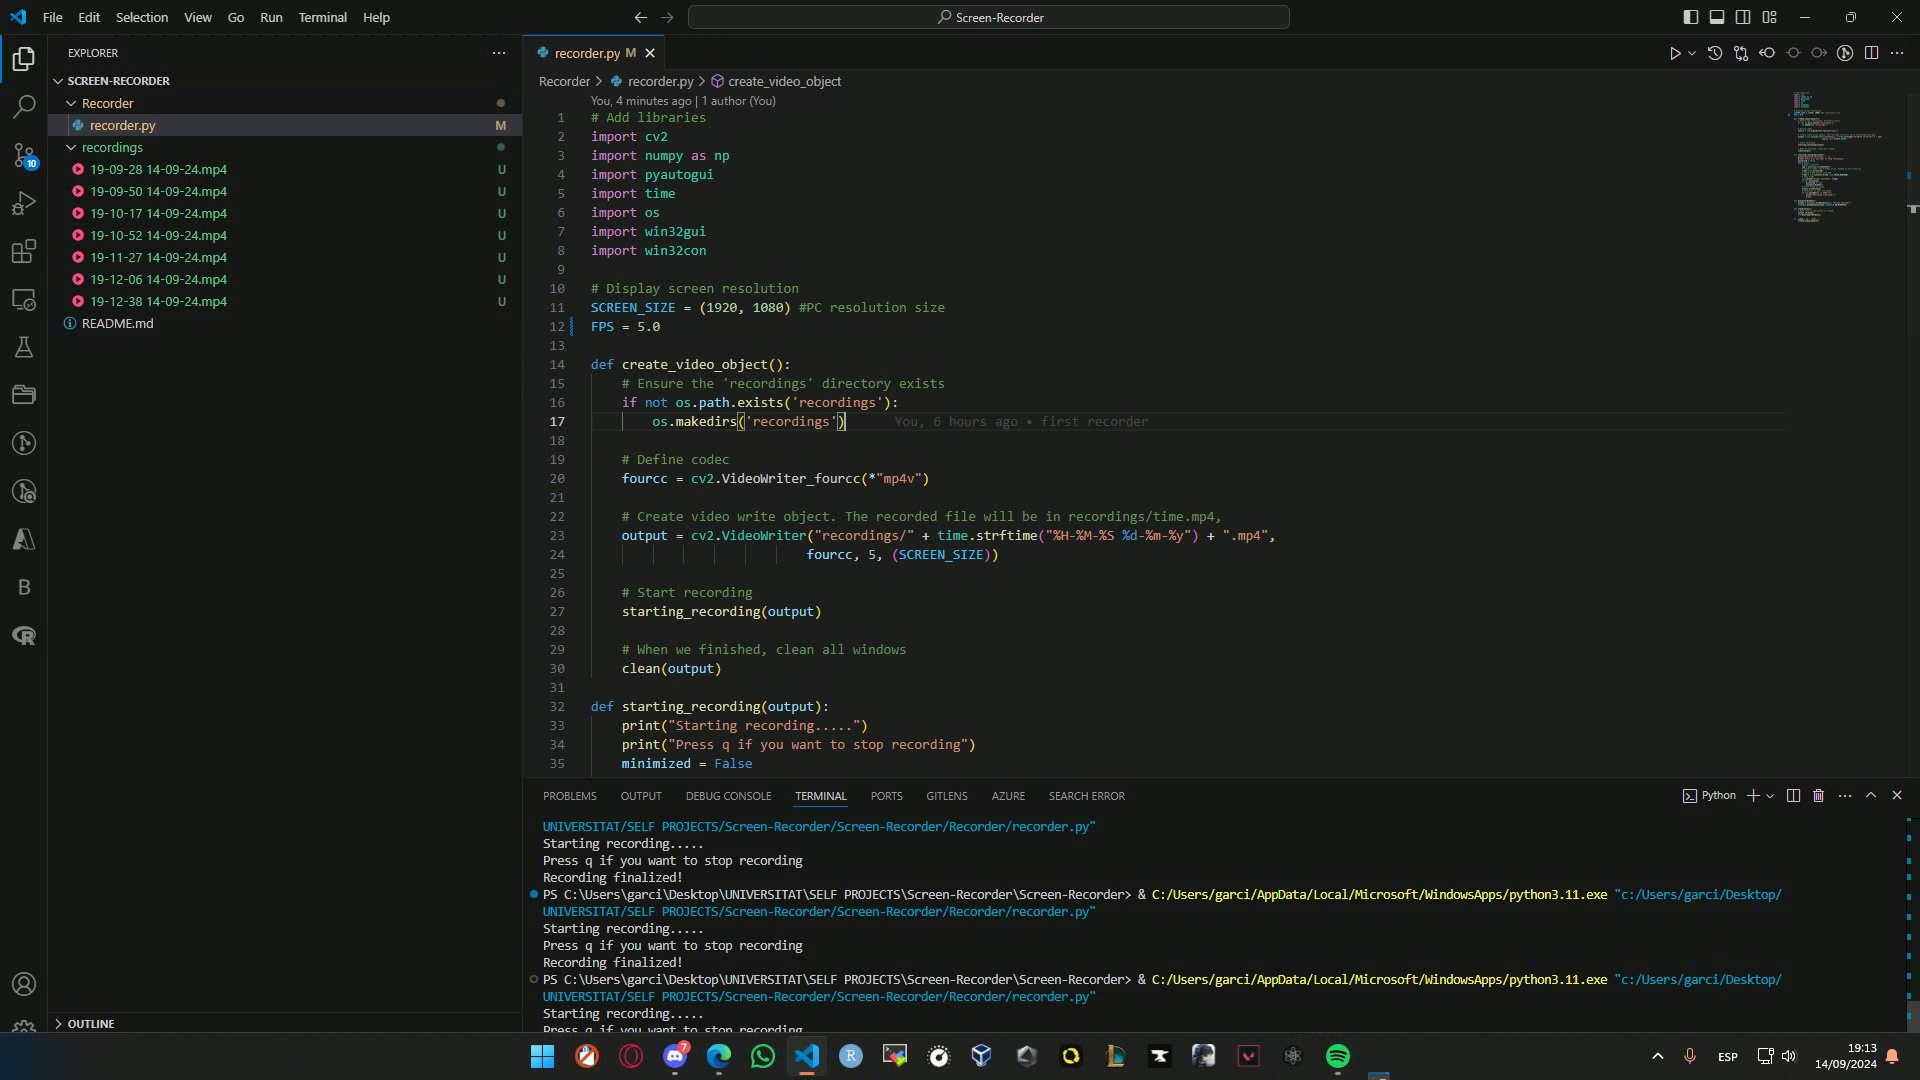 File Edit Selection View Go Run Terminal Help
Screen-Recorder
EXPLORER
SCREEN-RECORDER
Recorder
recorder.py M
recordings
19-09-28 14-09-24.mp4 U
19-09-50 14-09-24.mp4 U
19-10-17 14-09-24.mp4 U
19-10-52 14-09-24.mp4 U
19-11-27 14-09-24.mp4 U
19-12-06 14-09-24.mp4 U
19-12-38 14-09-24.mp4 U
README.md
10
B
OUTLINE
recorder.py M
Recorder > recorder.py > create_video_object
You, 4 minutes ago | 1 author (You)
1 # Add libraries
2 import cv2
3 import numpy as np
4 import pyautogui
5 import time
6 import os
7 import win32gui
8 import win32con
9
10 # Display screen resolution
11 SCREEN_SIZE = (1920, 1080) #PC resolution size
12 FPS = 5.0
13
14 def create_video_object():
15 # Ensure the 'recordings' directory exists
16 if not os.path.exists('recordings'):
17 os.makedirs('recordings') You, 6 hours ago • first recorder
18
19 # Define codec
20 fourcc = cv2.VideoWriter_fourcc(*"mp4v")
21
22 # Create video write object. The recorded file will be in recordings/time.mp4,
23 output = cv2.VideoWriter("recordings/" + time.strftime("%H-%M-%S %d-%m-%y") + ".mp4",
24 fourcc, 5, (SCREEN_SIZE))
25
26 # Start recording
27 starting_recording(output)
28
29 # When we finished, clean all windows
30 clean(output)
31
32 def starting_recording(output):
33 print("Starting recording.....")
34 print("Press q if you want to stop recording")
35 minimized = False
PROBLEMS OUTPUT DEBUG CONSOLE TERMINAL PORTS GITLENS AZURE SEARCH ERROR
Python
UNIVERSITAT/SELF PROJECTS/Screen-Recorder/Screen-Recorder/Recorder/recorder.py"
Starting recording.....
Press q if you want to stop recording
Recording finalized!
PS C:\Users\garci\Desktop\UNIVERSITAT\SELF PROJECTS\Screen-Recorder\Screen-Recorder> & C:/Users/garci/AppData/Local/Microsoft/WindowsApps/python3.11.exe "c:/Users/garci/Desktop/
UNIVERSITAT/SELF PROJECTS/Screen-Recorder/Screen-Recorder/Recorder/recorder.py"
Starting recording.....
Press q if you want to stop recording
Recording finalized!
PS C:\Users\garci\Desktop\UNIVERSITAT\SELF PROJECTS\Screen-Recorder\Screen-Recorder> & C:/Users/garci/AppData/Local/Microsoft/WindowsApps/python3.11.exe "c:/Users/garci/Desktop/
UNIVERSITAT/SELF PROJECTS/Screen-Recorder/Screen-Recorder/Recorder/recorder.py"
Starting recording.....
Press q if you want to stop recording
7
R
ESP
19:13
14/09/2024